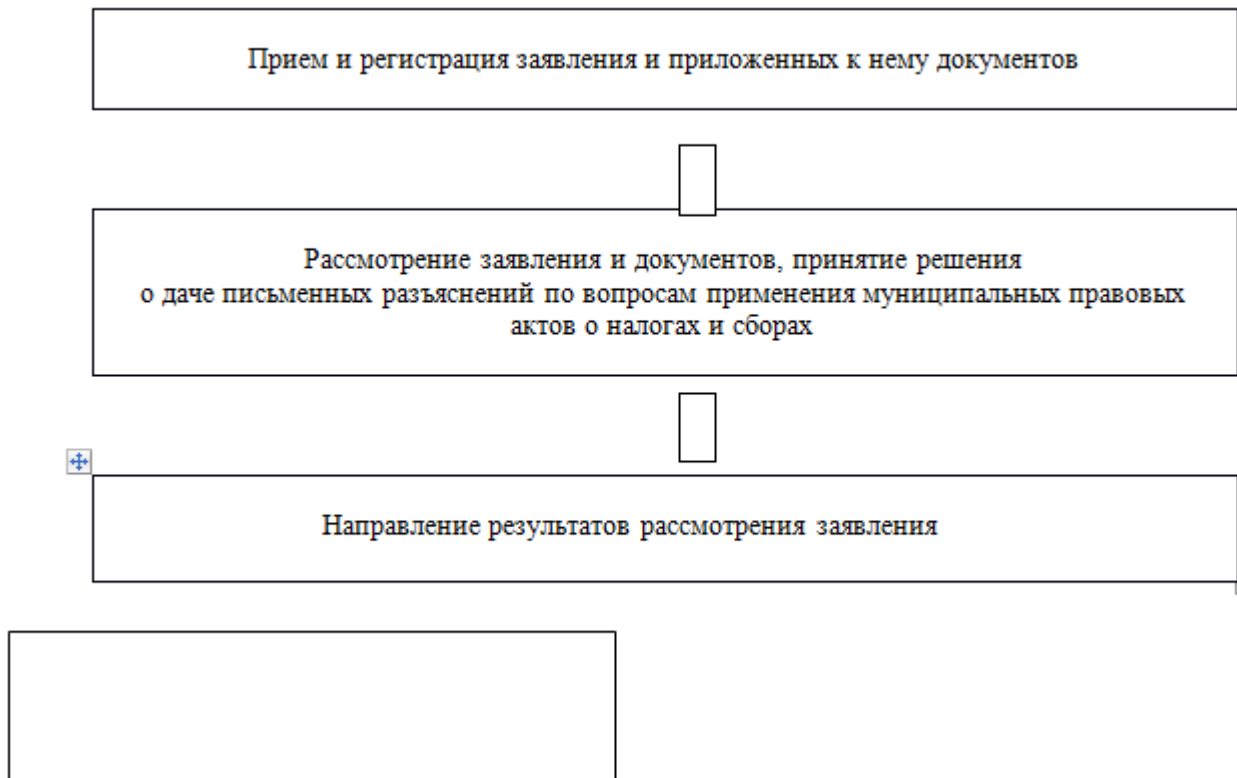 Прием и регистрация заявления и приложенных к нему документов
Рассмотрение заявления и документов, принятие решения
о даче письменных разъяснений по вопросам применения муниципальных правовых
актов о налогах и сборах
Направление результатов рассмотрения заявления